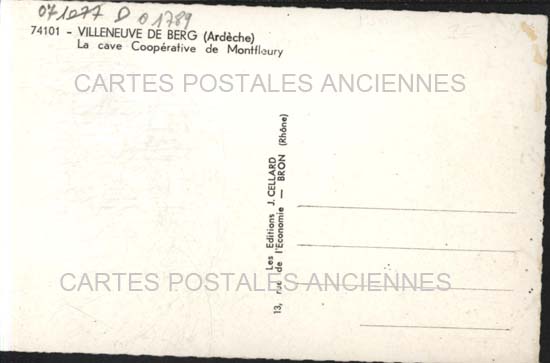 071077 D 01789
74101 - VILLENEUVE DE BERG (Ardèche)
La cave Coopérative de Montfleury
CARTES POSTALES ANCIENNES
Les Editions J. CELLARD
13, rue de l'Economie — BRON (Rhône)
CARTES POSTALES ANCIENNES